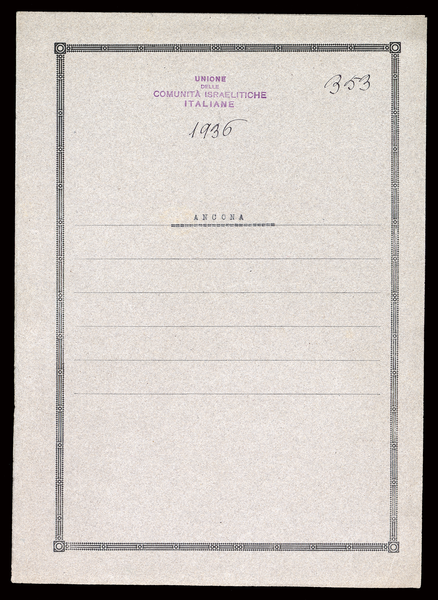 UNIONE
DELLE
COMUNITÀ ISRAELITICHE
ITALIANE
353
1936
ANCONA